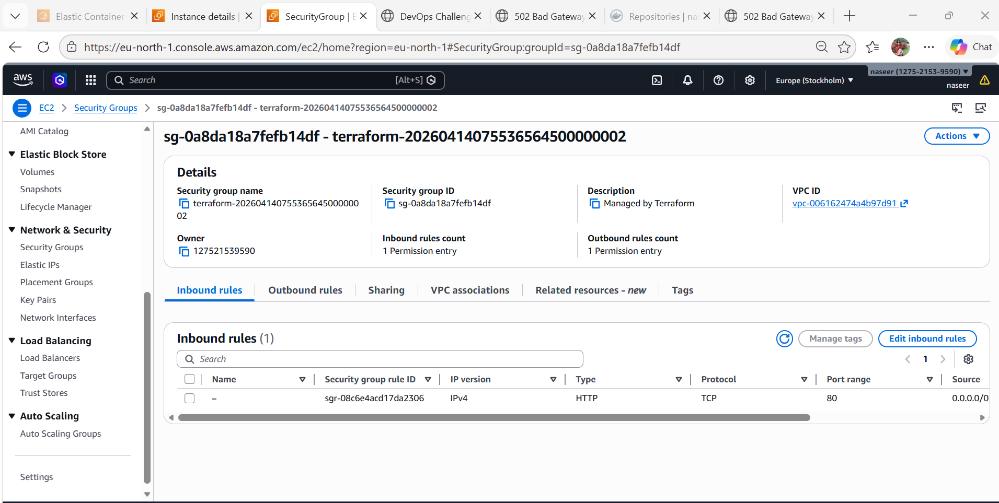 Elastic Container
Instance details |
SecurityGroup | E
DevOps Challeng
502 Bad Gateway
Repositories | nas
502 Bad Gateway
https://eu-north-1.console.aws.amazon.com/ec2/home?region=eu-north-1#SecurityGroup:groupId=sg-0a8da18a7fefb14df
Chat
aws
Search
[Alt+S]
Europe (Stockholm)
naseer (1275-2153-9590)
naseer
EC2
Security Groups
sg-0a8da18a7fefb14df - terraform-20260414075536564500000002
AMI Catalog
Elastic Block Store
Volumes
Snapshots
Lifecycle Manager
Network & Security
Security Groups
Elastic IPs
Placement Groups
Key Pairs
Network Interfaces
Load Balancing
Load Balancers
Target Groups
Trust Stores
Auto Scaling
Auto Scaling Groups
Settings
sg-0a8da18a7fefb14df - terraform-20260414075536564500000002
Actions
Details
Security group name
terraform-202604140755365645000000
02
Security group ID
sg-0a8da18a7fefb14df
Description
Managed by Terraform
VPC ID
vpc-006162474a4b97d91
Owner
127521539590
Inbound rules count
1 Permission entry
Outbound rules count
1 Permission entry
Inbound rules
Outbound rules
Sharing
VPC associations
Related resources - new
Tags
Inbound rules (1)
Manage tags
Edit inbound rules
Search
1
Name
Security group rule ID
IP version
Type
Protocol
Port range
Source
–
sgr-08c6e4acd17da2306
IPv4
HTTP
TCP
80
0.0.0.0/0